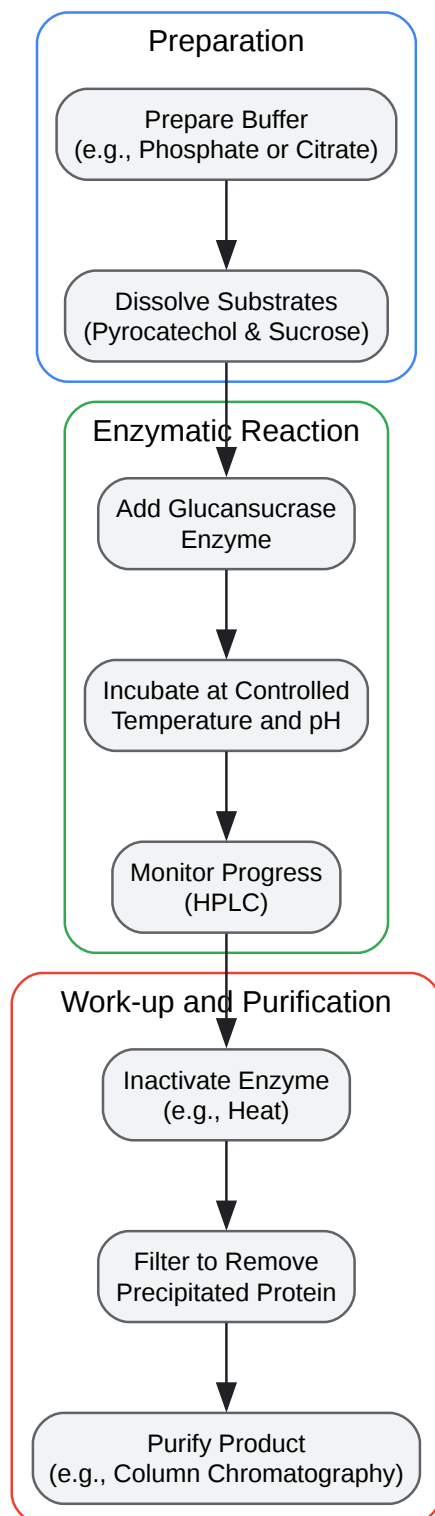 Preparation
Prepare Buffer
(e.g., Phosphate or Citrate)
Dissolve Substrates
(Pyrocatechol & Sucrose)
Enzymatic Reaction
Add Glucansucrase
Enzyme
Incubate at Controlled
Temperature and pH
Monitor Progress
(HPLC)
Work-up and Purification
Inactivate Enzyme
(e.g., Heat)
Filter to Remove
Precipitated Protein
Purify Product
(e.g., Column Chromatography)